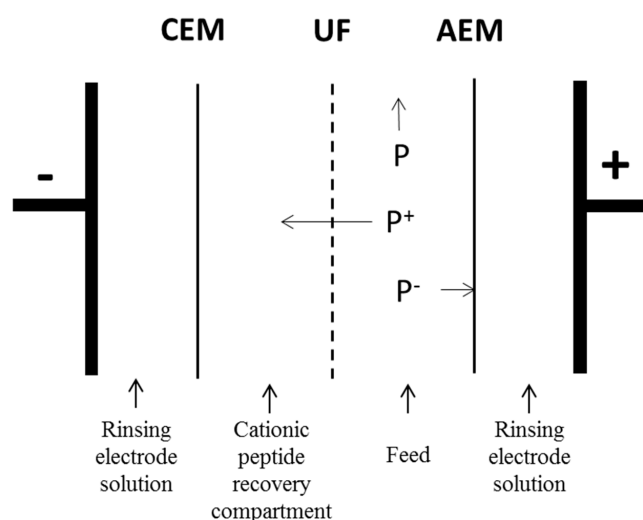 CEM UF AEM
P
- +
P⁺
P⁻
Rinsing electrode solution
Cationic peptide recovery compartment
Feed
Rinsing electrode solution